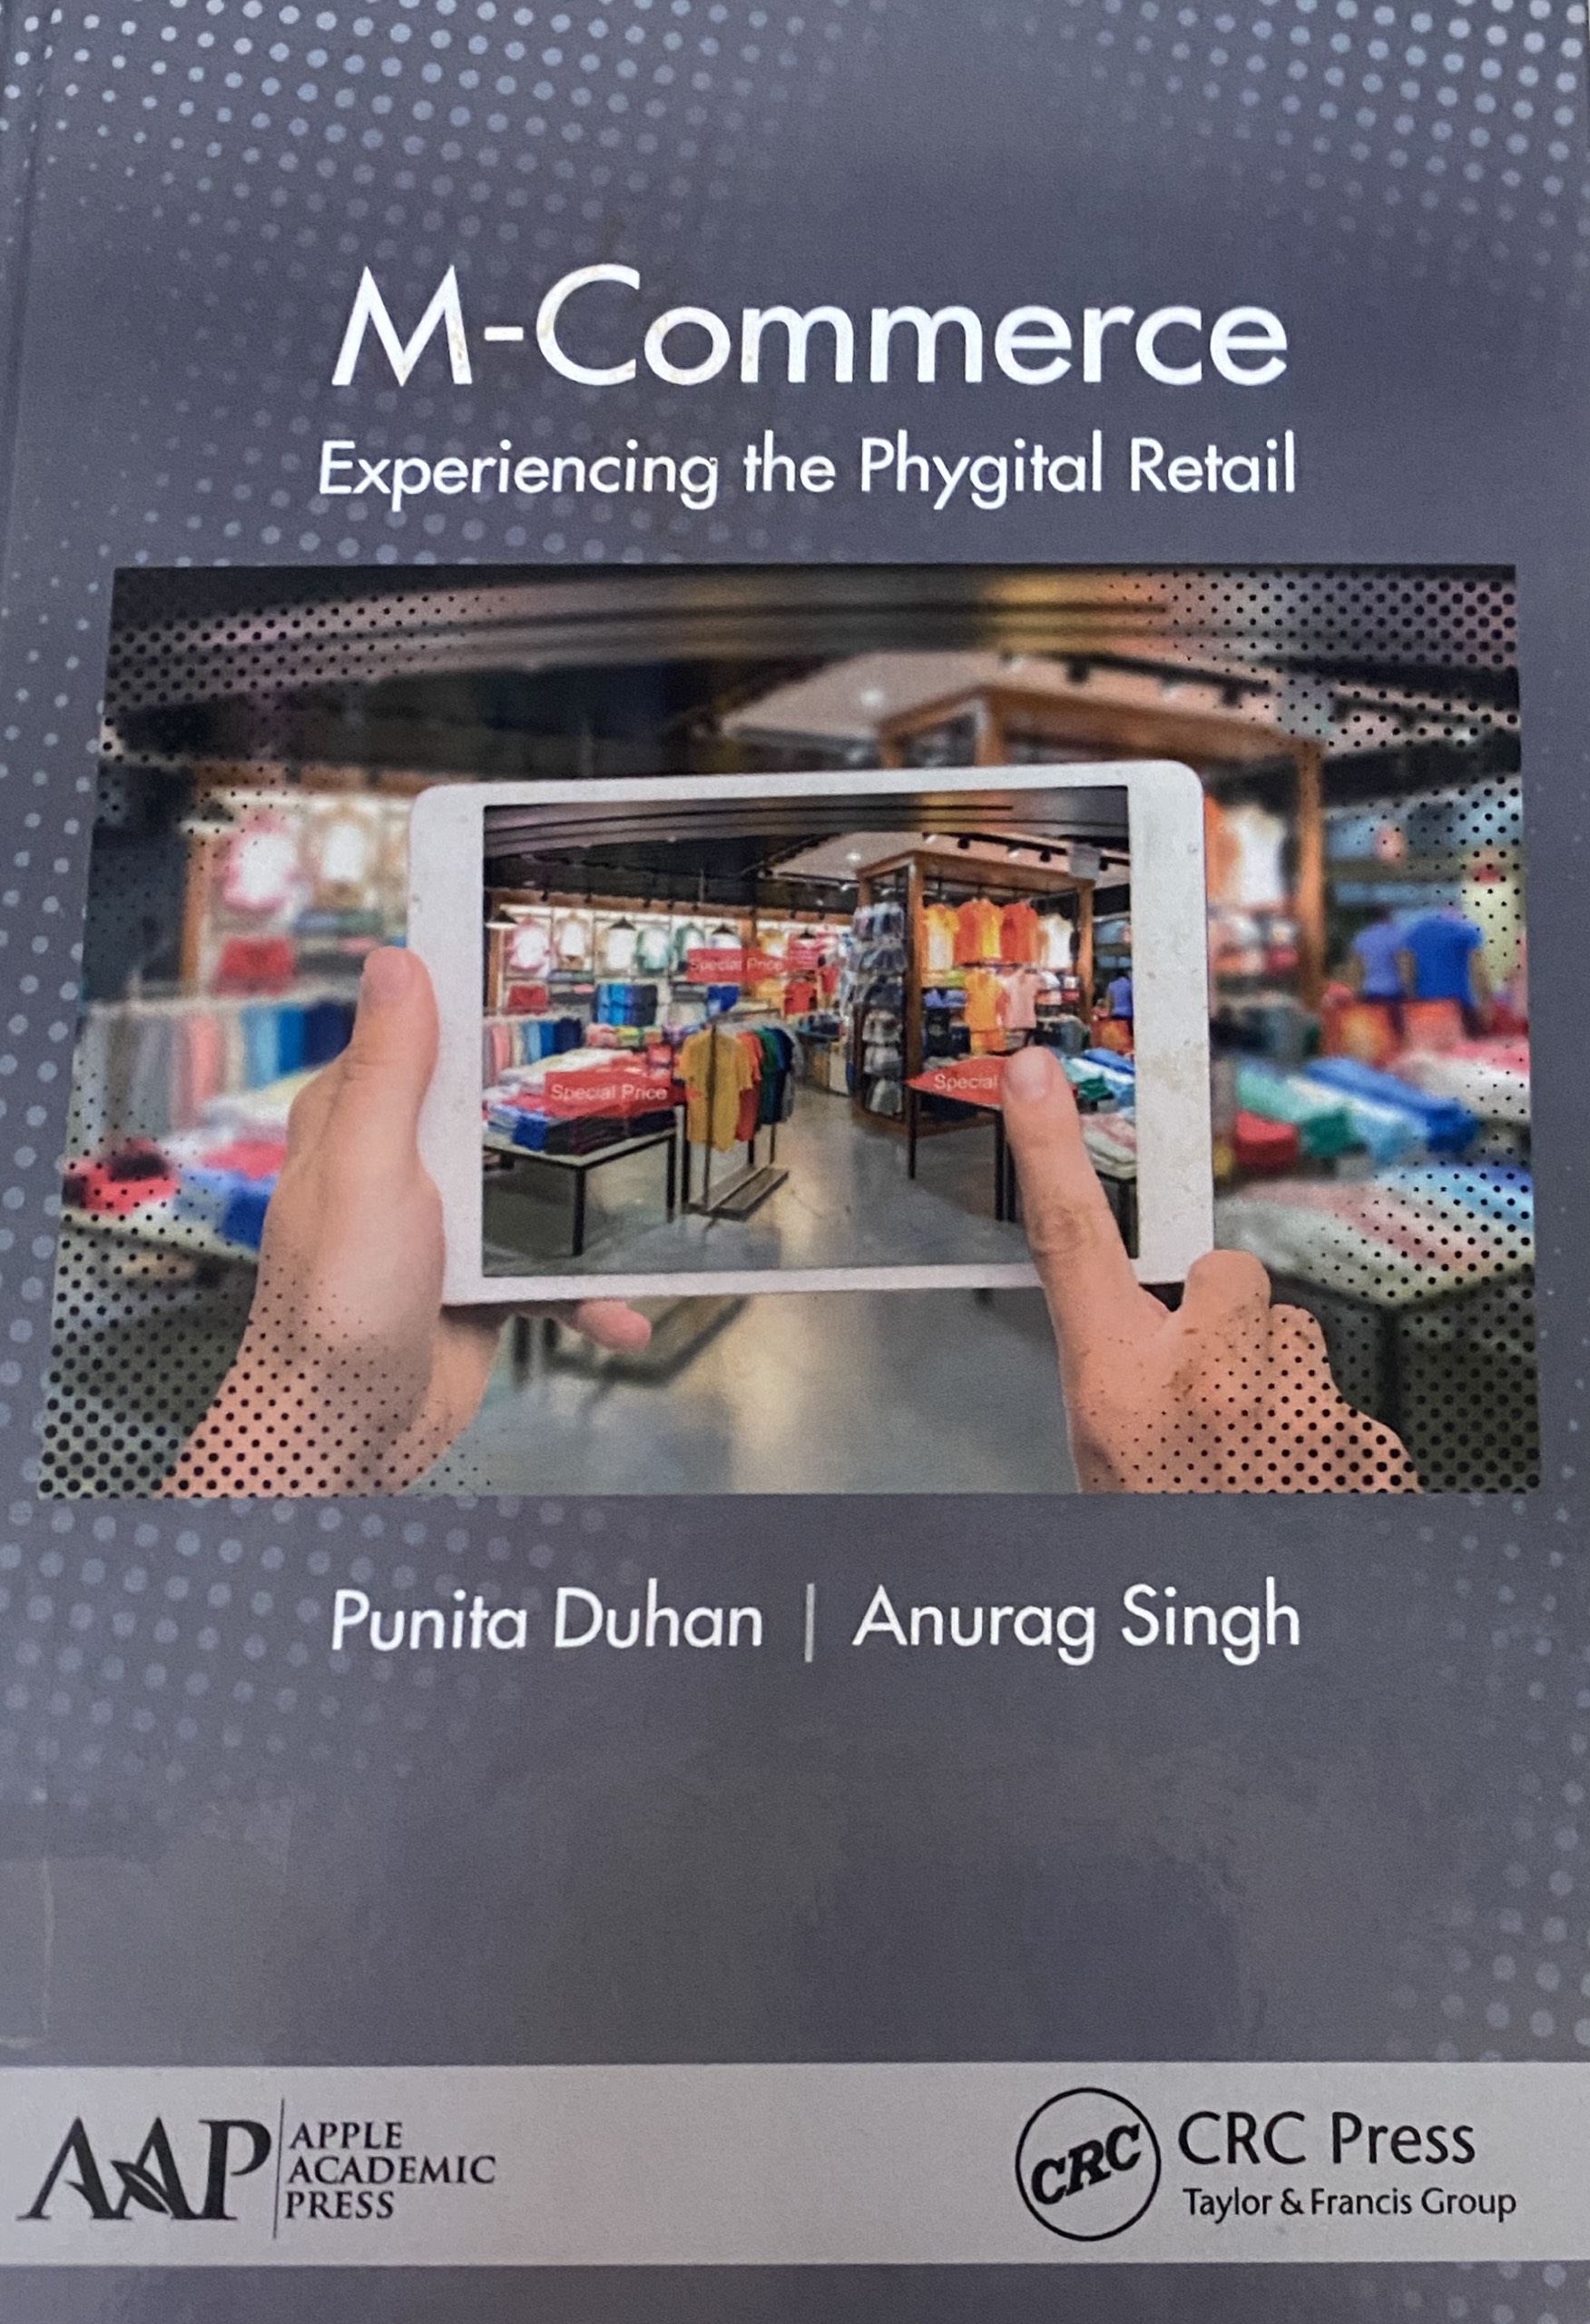 M-Commerce
Experiencing the Phygital Retail
Special Price
Special Price
Special
Punita Duhan | Anurag Singh
AAP
APPLE
ACADEMIC
PRESS
CRC
CRC Press
Taylor & Francis Group